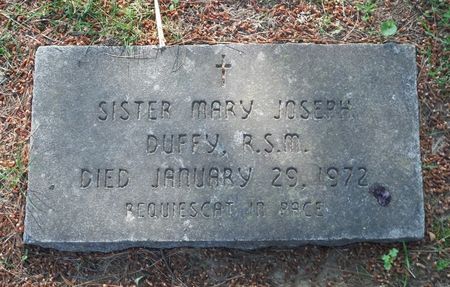 SISTER MARY JOSEPH
DUFFY, R.S.M.
DIED JANUARY 29, 1972
REQUIESCAT IN PACE